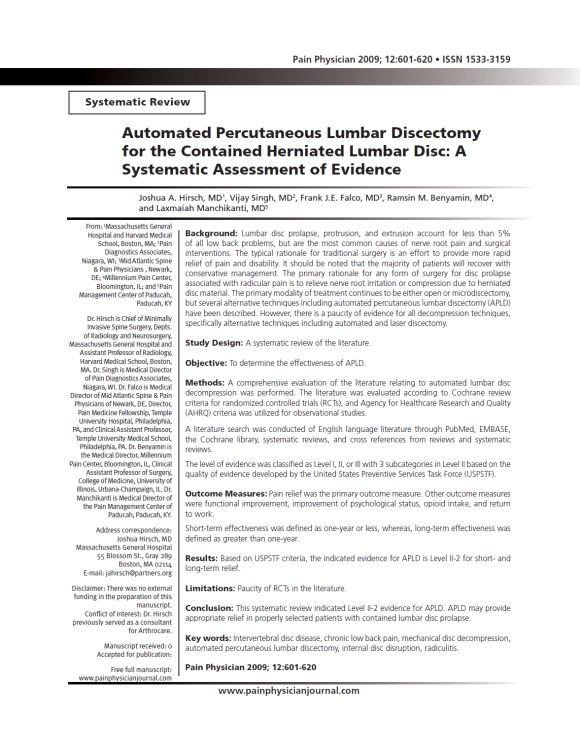 Pain Physician 2009; 12:601-620 • ISSN 1533-3159
Systematic Review
Automated Percutaneous Lumbar Discectomy
for the Contained Herniated Lumbar Disc: A
Systematic Assessment of Evidence
Joshua A. Hirsch, MD¹, Vijay Singh, MD², Frank J.E. Falco, MD³, Ramsin M. Benyamin, MD⁴,
and Laxmaiah Manchikanti, MD⁵
From: ¹Massachusetts General
Hospital and Harvard Medical
School, Boston, MA; ²Pain
Diagnostics Associates,
Niagara, WI; ³Mid Atlantic Spine
& Pain Physicians , Newark,
DE; ⁴Millennium Pain Center,
Bloomington, IL; and ⁵Pain
Management Center of Paducah,
Paducah, KY
Dr. Hirsch is Chief of Minimally
Invasive Spine Surgery, Depts.
of Radiology and Neurosurgery,
Massachusetts General Hospital and
Assistant Professor of Radiology,
Harvard Medical School, Boston,
MA. Dr. Singh is Medical Director
of Pain Diagnostics Associates,
Niagara, WI. Dr. Falco is Medical
Director of Mid Atlantic Spine & Pain
Physicians of Newark, DE, Director,
Pain Medicine Fellowship, Temple
University Hospital, Philadelphia,
PA, and Clinical Assistant Professor,
Temple University Medical School,
Philadelphia, PA. Dr. Benyamin is
the Medical Director, Millennium
Pain Center, Bloomington, IL, Clinical
Assistant Professor of Surgery,
College of Medicine, University of
Illinois, Urbana-Champaign, IL. Dr.
Manchikanti is Medical Director of
the Pain Management Center of
Paducah, Paducah, KY.
Address correspondence:
Joshua Hirsch, MD
Massachusetts General Hospital
55 Blossom St., Gray 289
Boston, MA 02114
E-mail: jahirsch@partners.org
Disclaimer: There was no external
funding in the preparation of this
manuscript.
Conflict of interest: Dr. Hirsch
previously served as a consultant
for Arthrocare.
Manuscript received: 0
Accepted for publication:
Free full manuscript:
www.painphysicianjournal.com
Background: Lumbar disc prolapse, protrusion, and extrusion account for less than 5%
of all low back problems, but are the most common causes of nerve root pain and surgical
interventions. The typical rationale for traditional surgery is an effort to provide more rapid
relief of pain and disability. It should be noted that the majority of patients will recover with
conservative management. The primary rationale for any form of surgery for disc prolapse
associated with radicular pain is to relieve nerve root irritation or compression due to herniated
disc material. The primary modality of treatment continues to be either open or microdiscectomy,
but several alternative techniques including automated percutaneous lumbar discectomy (APLD)
have been described. However, there is a paucity of evidence for all decompression techniques,
specifically alternative techniques including automated and laser discectomy.
Study Design: A systematic review of the literature.
Objective: To determine the effectiveness of APLD.
Methods: A comprehensive evaluation of the literature relating to automated lumbar disc
decompression was performed. The literature was evaluated according to Cochrane review
criteria for randomized controlled trials (RCTs), and Agency for Healthcare Research and Quality
(AHRQ) criteria was utilized for observational studies.
A literature search was conducted of English language literature through PubMed, EMBASE,
the Cochrane library, systematic reviews, and cross references from reviews and systematic
reviews.
The level of evidence was classified as Level I, II, or III with 3 subcategories in Level II based on the
quality of evidence developed by the United States Preventive Services Task Force (USPSTF).
Outcome Measures: Pain relief was the primary outcome measure. Other outcome measures
were functional improvement, improvement of psychological status, opioid intake, and return
to work.
Short-term effectiveness was defined as one-year or less, whereas, long-term effectiveness was
defined as greater than one-year.
Results: Based on USPSTF criteria, the indicated evidence for APLD is Level II-2 for short- and
long-term relief.
Limitations: Paucity of RCTs in the literature.
Conclusion: This systematic review indicated Level II-2 evidence for APLD. APLD may provide
appropriate relief in properly selected patients with contained lumbar disc prolapse.
Key words: Intervertebral disc disease, chronic low back pain, mechanical disc decompression,
automated percutaneous lumbar discectomy, internal disc disruption, radiculitis.
Pain Physician 2009; 12:601-620
www.painphysicianjournal.com